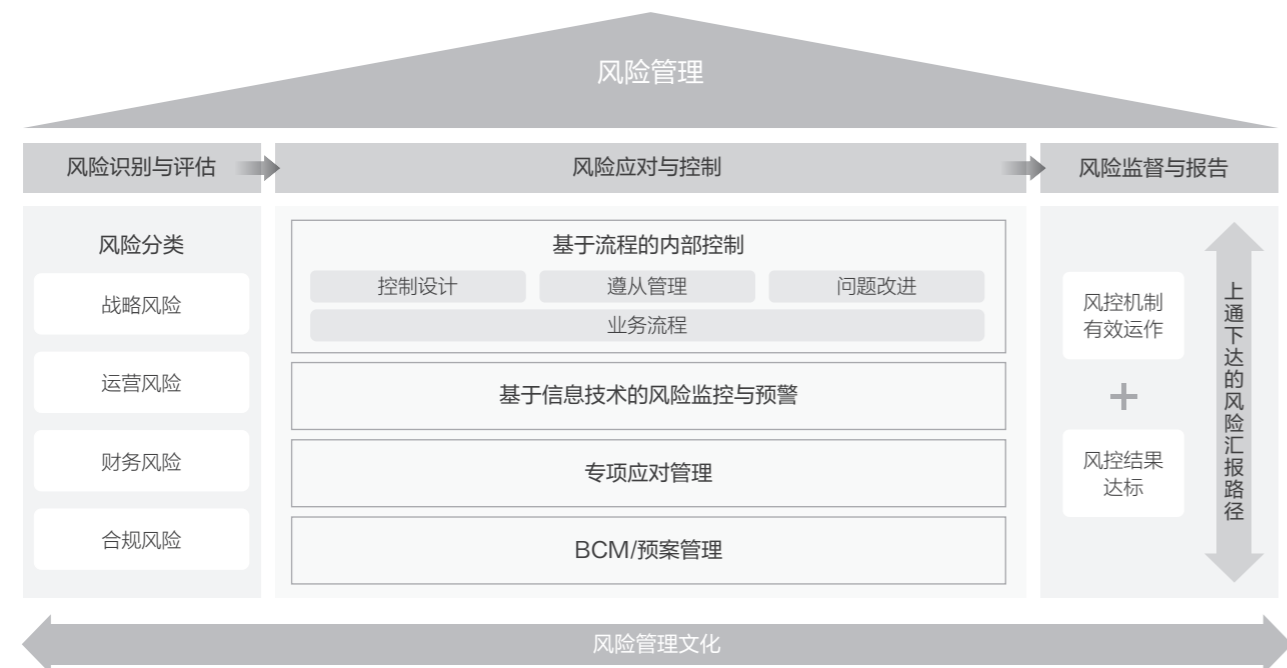 风险管理
风险识别与评估
风险应对与控制
风险监督与报告
风险分类
战略风险
运营风险
财务风险
合规风险
基于流程的内部控制
控制设计
遵从管理
问题改进
业务流程
基于信息技术的风险监控与预警
专项应对管理
BCM/预案管理
风控机制
有效运作
+
风控结果
达标
上通下达的风险汇报路径
风险管理文化